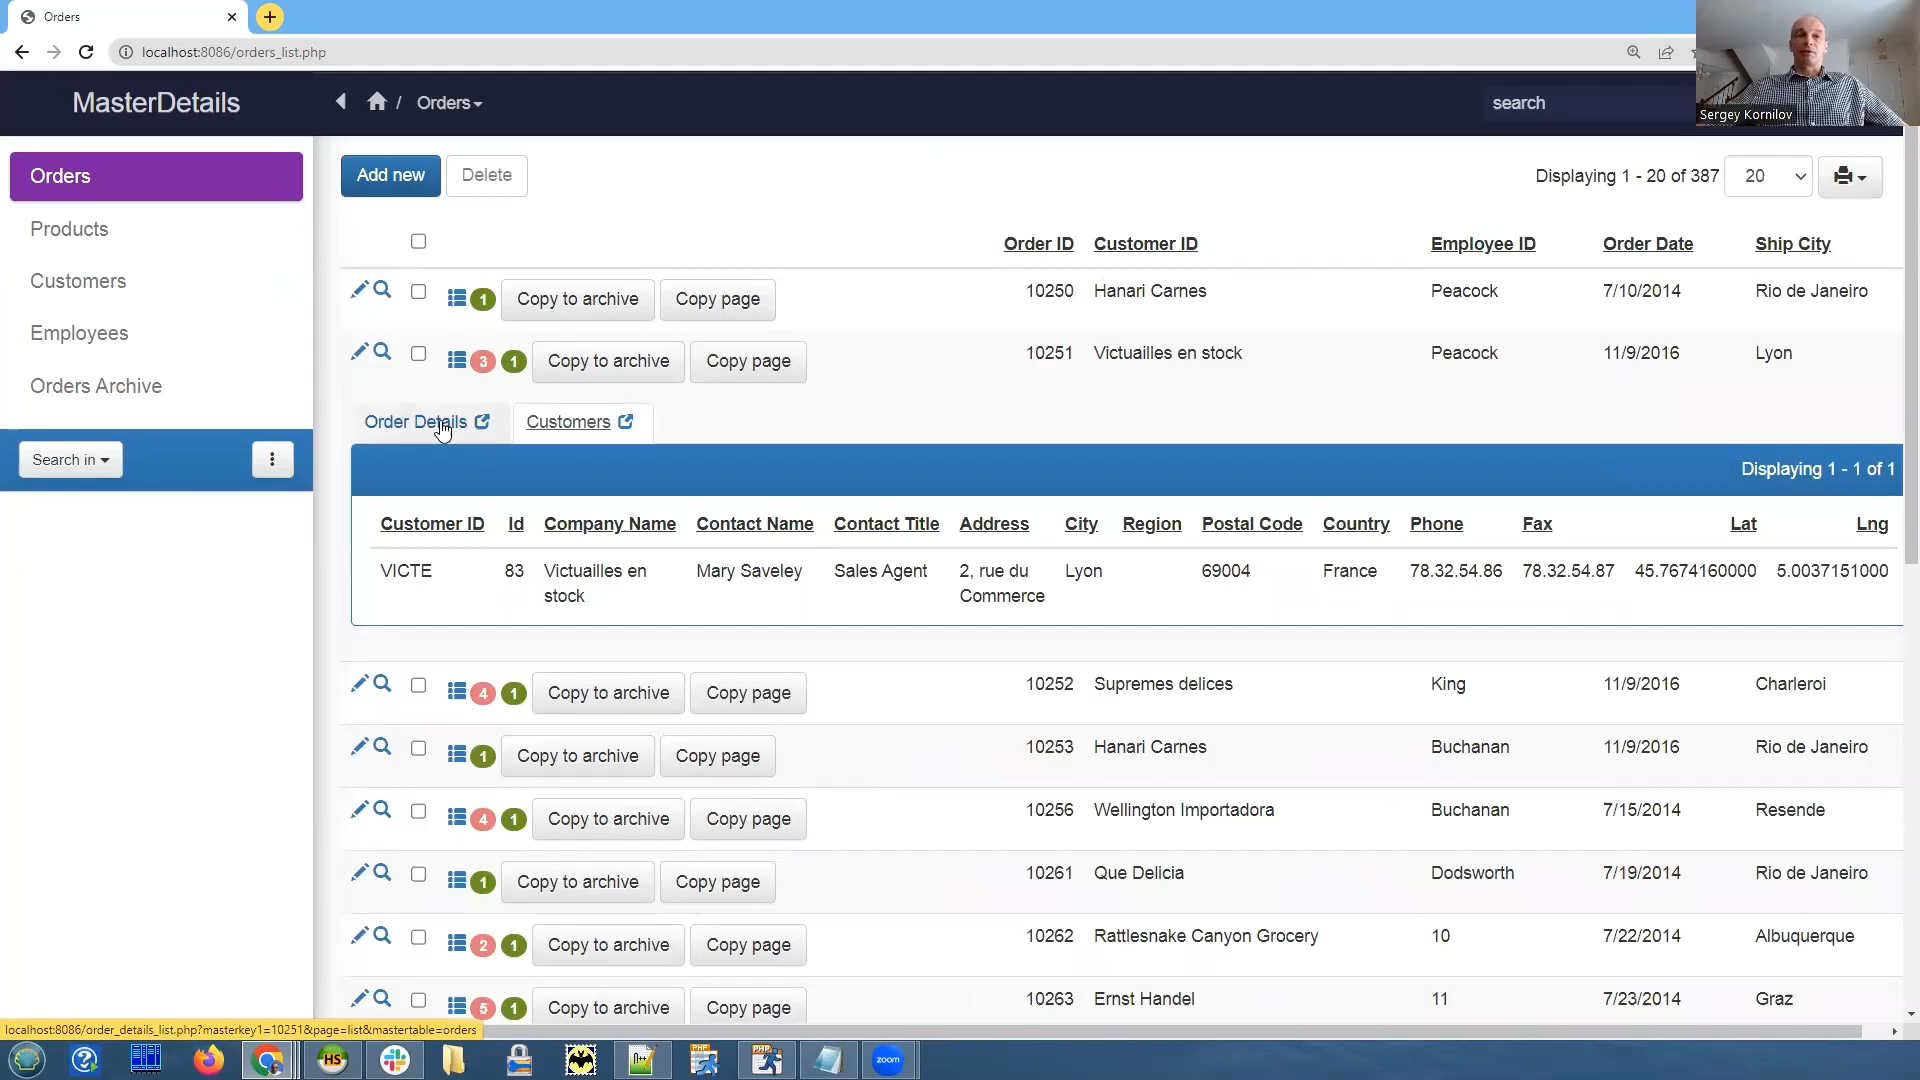 Orders
localhost:8086/orders_list.php
MasterDetails
/ Orders
search
Sergey Kornilov
Orders
Products
Customers
Employees
Orders Archive
Search in
Add new
Delete
Displaying 1 - 20 of 387
20
Order ID Customer ID Employee ID Order Date Ship City
1 Copy to archive Copy page 10250 Hanari Carnes Peacock 7/10/2014 Rio de Janeiro
3 1 Copy to archive Copy page 10251 Victuailles en stock Peacock 11/9/2016 Lyon
Order Details Customers
Displaying 1 - 1 of 1
Customer ID Id Company Name Contact Name Contact Title Address City Region Postal Code Country Phone Fax Lat Lng
VICTE 83 Victuailles en Mary Saveley Sales Agent 2, rue du Lyon 69004 France 78.32.54.86 78.32.54.87 45.7674160000 5.0037151000
stock Commerce
4 1 Copy to archive Copy page 10252 Supremes delices King 11/9/2016 Charleroi
1 Copy to archive Copy page 10253 Hanari Carnes Buchanan 11/9/2016 Rio de Janeiro
4 1 Copy to archive Copy page 10256 Wellington Importadora Buchanan 7/15/2014 Resende
1 Copy to archive Copy page 10261 Que Delicia Dodsworth 7/19/2014 Rio de Janeiro
2 1 Copy to archive Copy page 10262 Rattlesnake Canyon Grocery 10 7/22/2014 Albuquerque
5 1 Copy to archive Copy page 10263 Ernst Handel 11 7/23/2014 Graz
localhost:8086/order_details_list.php?masterkey1=10251&page=list&mastertable=orders
HS
PHP
PHP
zoom